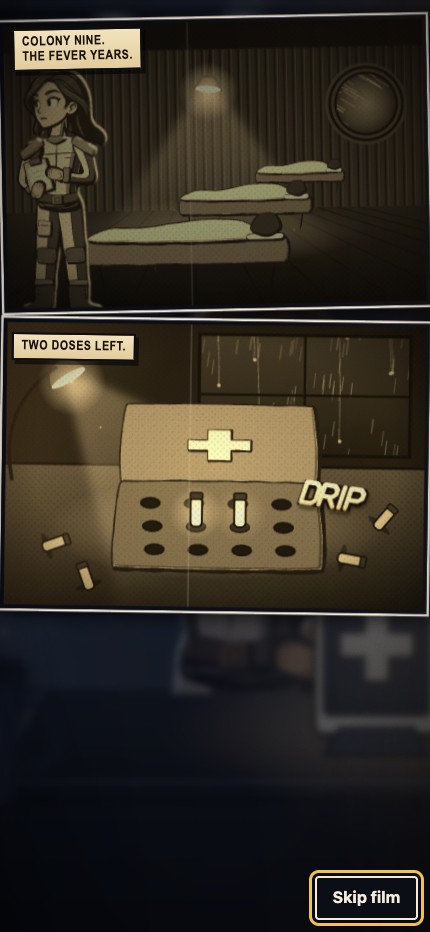 COLONY NINE.
THE FEVER YEARS.
TWO DOSES LEFT.
DRIP
Skip film